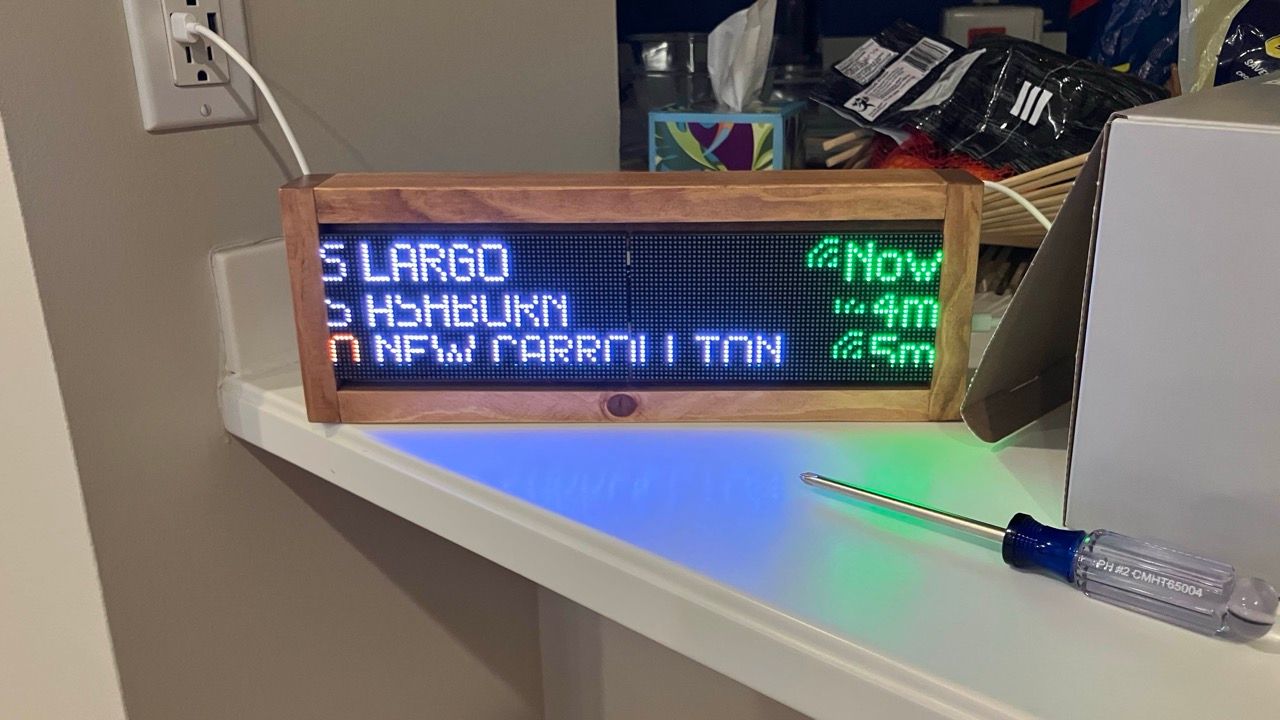 S LARGO Now
S ASHBURN 4m
O NEW CARROLLTON 5m
PH #2 CMHT65004